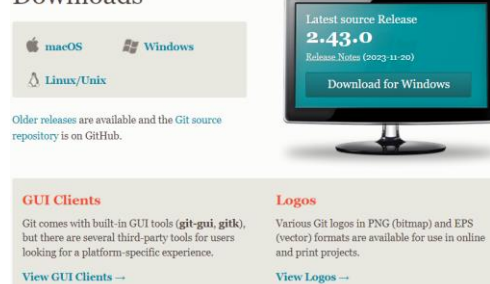 Downloads
macOS
Windows
Linux/Unix
Older releases are available and the Git source
repository is on GitHub.
Latest source Release
2.43.0
Release Notes (2023-11-20)
Download for Windows
GUI Clients
Git comes with built-in GUI tools (git-gui, gitk),
but there are several third-party tools for users
looking for a platform-specific experience.
View GUI Clients →
Logos
Various Git logos in PNG (bitmap) and EPS
(vector) formats are available for use in online
and print projects.
View Logos →